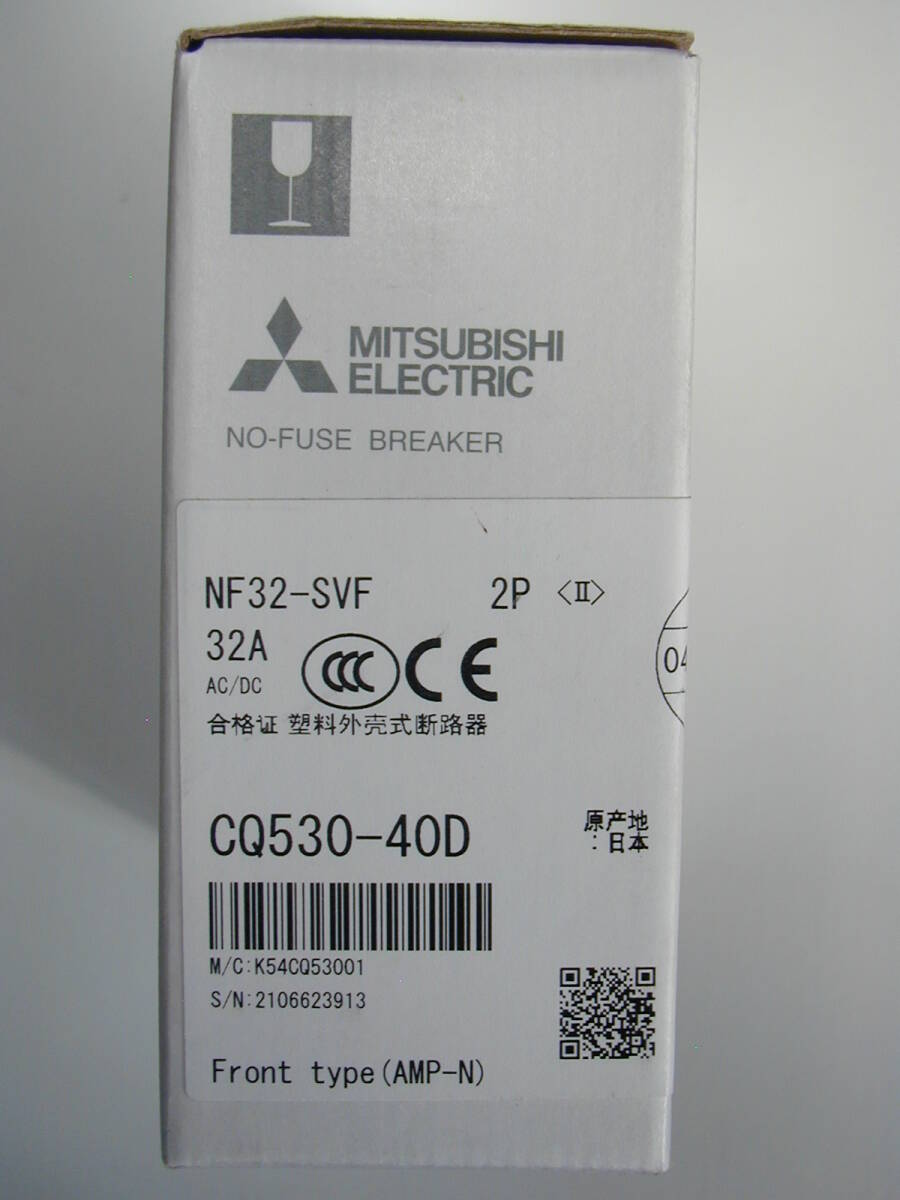 MITSUBISHI
ELECTRIC
NO-FUSE BREAKER
NF32-SVF 2P <Ⅱ>
32A CCC CE
AC/DC
04
合格证 塑料外壳式断路器
CQ530-40D
原产地
:日本
M/C:K54CQ53001
S/N:2106623913
Front type(AMP-N)